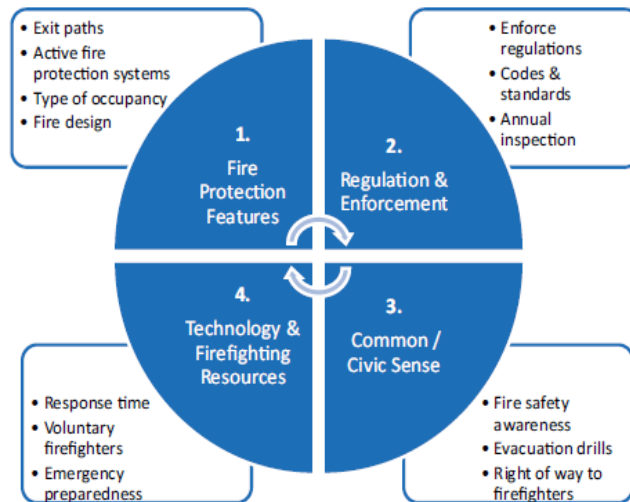 • Exit paths
• Active fire
protection systems
• Type of occupancy
• Fire design
• Enforce
regulations
• Codes &
standards
• Annual
inspection
1.
Fire
Protection
Features
2.
Regulation &
Enforcement
4.
Technology &
Firefighting
Resources
3.
Common /
Civic Sense
• Response time
• Voluntary
firefighters
• Emergency
preparedness
• Fire safety
awareness
• Evacuation drills
• Right of way to
firefighters